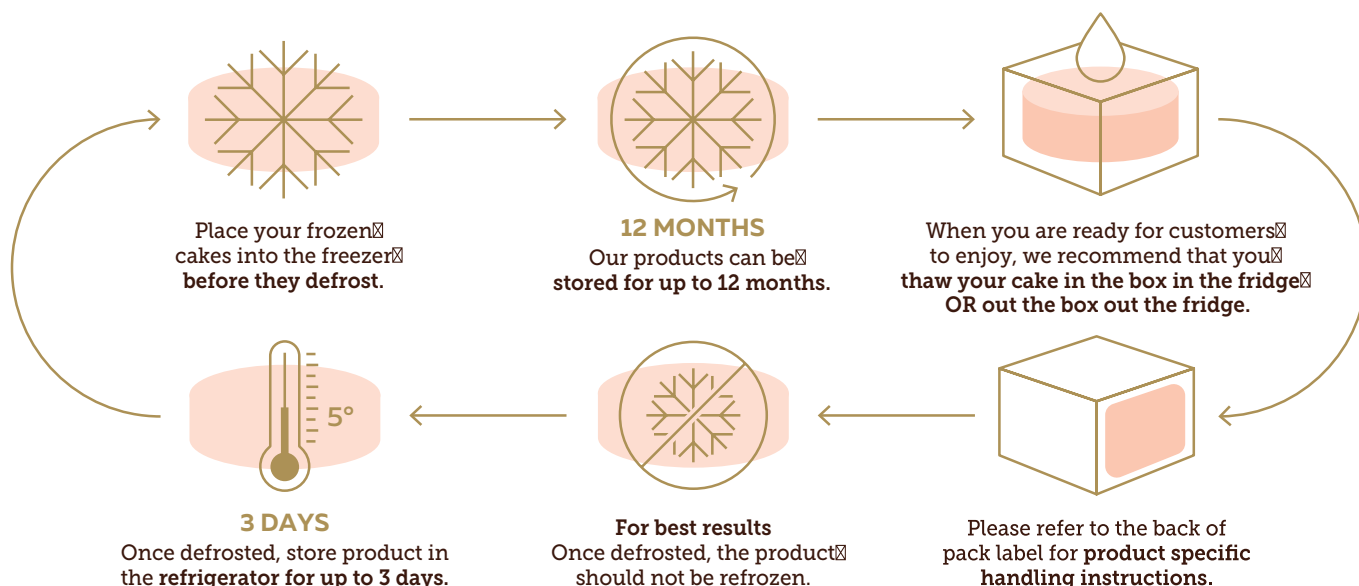 Place your frozen
cakes into the freezer
before they defrost.
12 MONTHS
Our products can be
stored for up to 12 months.
When you are ready for customers
to enjoy, we recommend that you
thaw your cake in the box in the fridge
OR out the box out the fridge.
5°
3 DAYS
Once defrosted, store product in
the refrigerator for up to 3 days.
For best results
Once defrosted, the product
should not be refrozen.
Please refer to the back of
pack label for product specific
handling instructions.